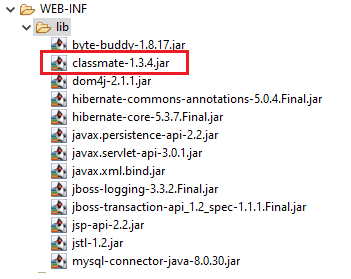 WEB-INF
lib
byte-buddy-1.8.17.jar
classmate-1.3.4.jar
dom4j-2.1.1.jar
hibernate-commons-annotations-5.0.4.Final.jar
hibernate-core-5.3.7.Final.jar
javax.persistence-api-2.2.jar
javax.servlet-api-3.0.1.jar
javax.xml.bind.jar
jboss-logging-3.3.2.Final.jar
jboss-transaction-api_1.2_spec-1.1.1.Final.jar
jsp-api-2.2.jar
jstl-1.2.jar
mysql-connector-java-8.0.30.jar